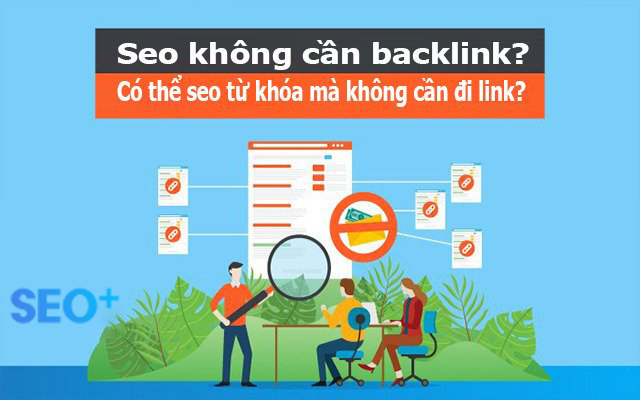 Seo không cần backlink?
Có thể seo từ khóa mà không cần đi link?
SEO+